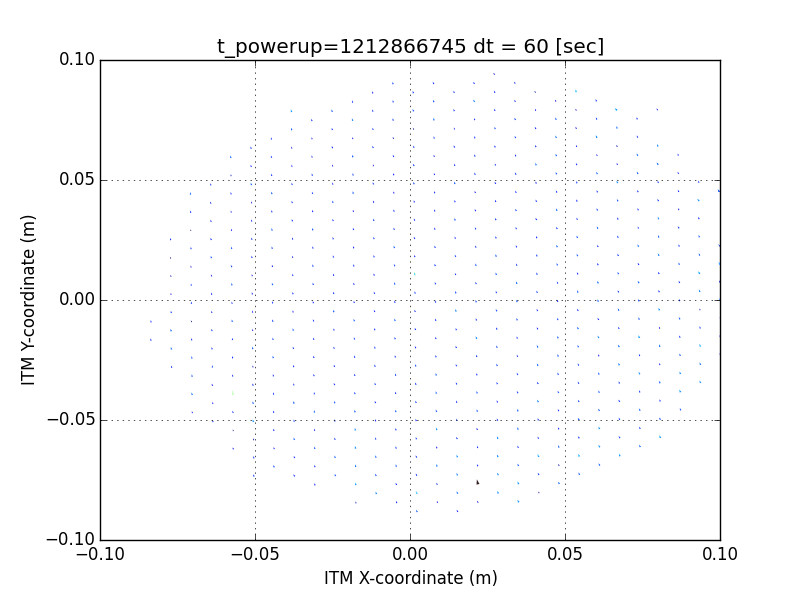 t_powerup=1212866745 dt = 60 [sec]
0.10
0.05
0.00
−0.05
−0.10
ITM Y-coordinate (m)
−0.10 −0.05 0.00 0.05 0.10
ITM X-coordinate (m)